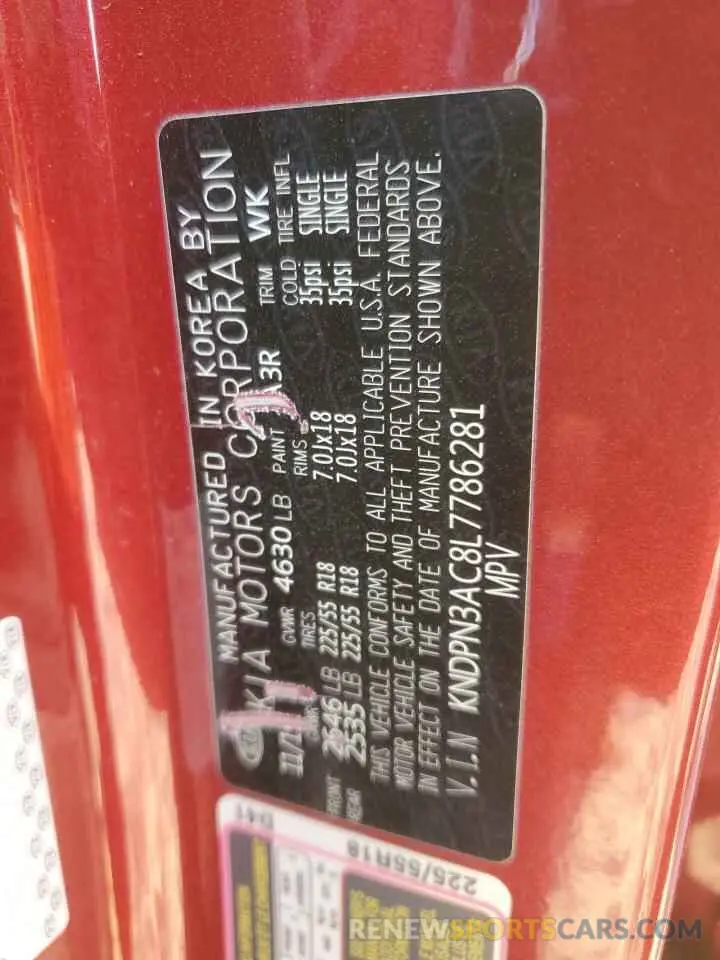 MANUFACTURED IN KOREA BY
KIA MOTORS CORPORATION
GVWR 4630 LB PAINT A3R TRIM WK
TIRES RIMS COLD TIRE INFL
FRONT 2646 LB 225/55 R18 7.0Jx18 35psi SINGLE
REAR 2535 LB 225/55 R18 7.0Jx18 35psi SINGLE
THIS VEHICLE CONFORMS TO ALL APPLICABLE U.S.A. FEDERAL
MOTOR VEHICLE SAFETY AND THEFT PREVENTION STANDARDS
IN EFFECT ON THE DATE OF MANUFACTURE SHOWN ABOVE.
V.I.N KNDPN3AC8L7786281
MPV
D41
225/55R18
RENEWSPORTSCARS.COM